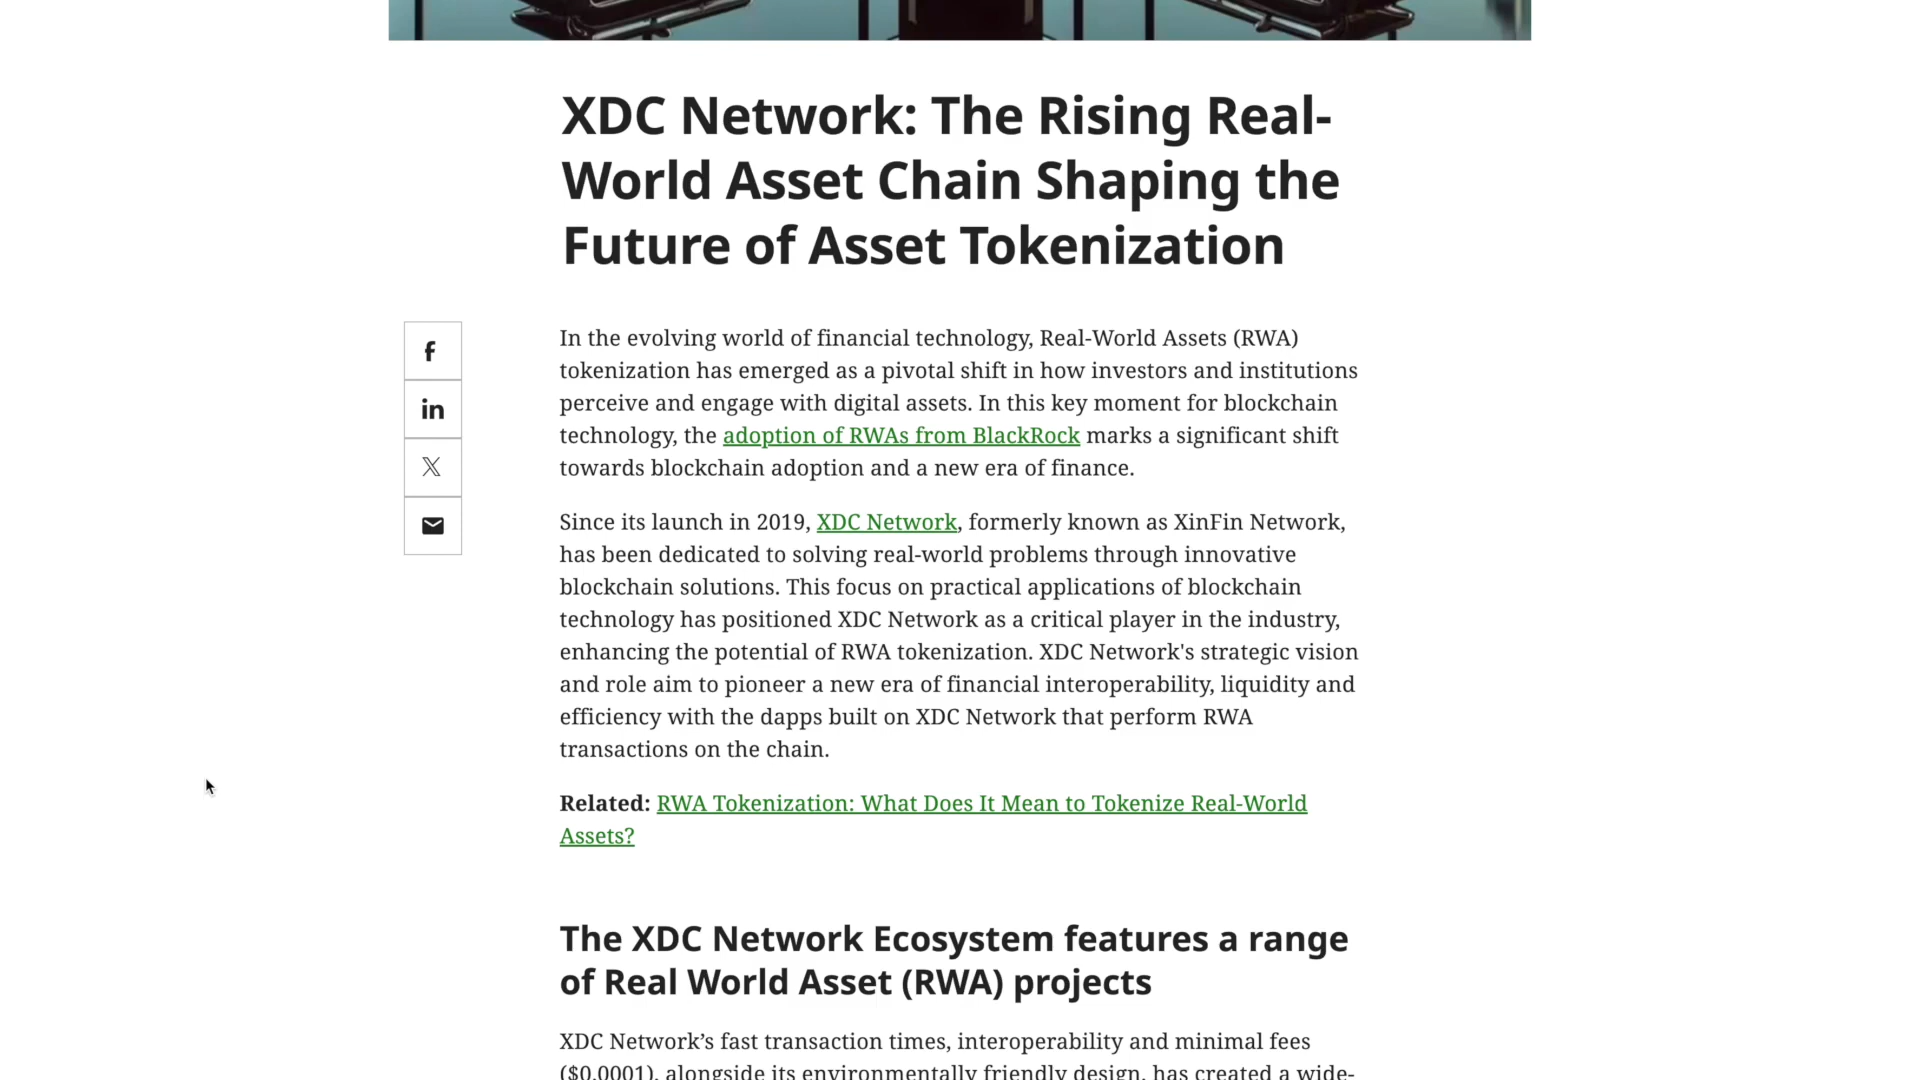 XDC Network: The Rising Real-
World Asset Chain Shaping the
Future of Asset Tokenization
In the evolving world of financial technology, Real-World Assets (RWA)
tokenization has emerged as a pivotal shift in how investors and institutions
perceive and engage with digital assets. In this key moment for blockchain
technology, the adoption of RWAs from BlackRock marks a significant shift
towards blockchain adoption and a new era of finance.
Since its launch in 2019, XDC Network, formerly known as XinFin Network,
has been dedicated to solving real-world problems through innovative
blockchain solutions. This focus on practical applications of blockchain
technology has positioned XDC Network as a critical player in the industry,
enhancing the potential of RWA tokenization. XDC Network's strategic vision
and role aim to pioneer a new era of financial interoperability, liquidity and
efficiency with the dapps built on XDC Network that perform RWA
transactions on the chain.
Related: RWA Tokenization: What Does It Mean to Tokenize Real-World
Assets?
The XDC Network Ecosystem features a range
of Real World Asset (RWA) projects
XDC Network’s fast transaction times, interoperability and minimal fees
($0.0001), alongside its environmentally friendly design, has created a wide-